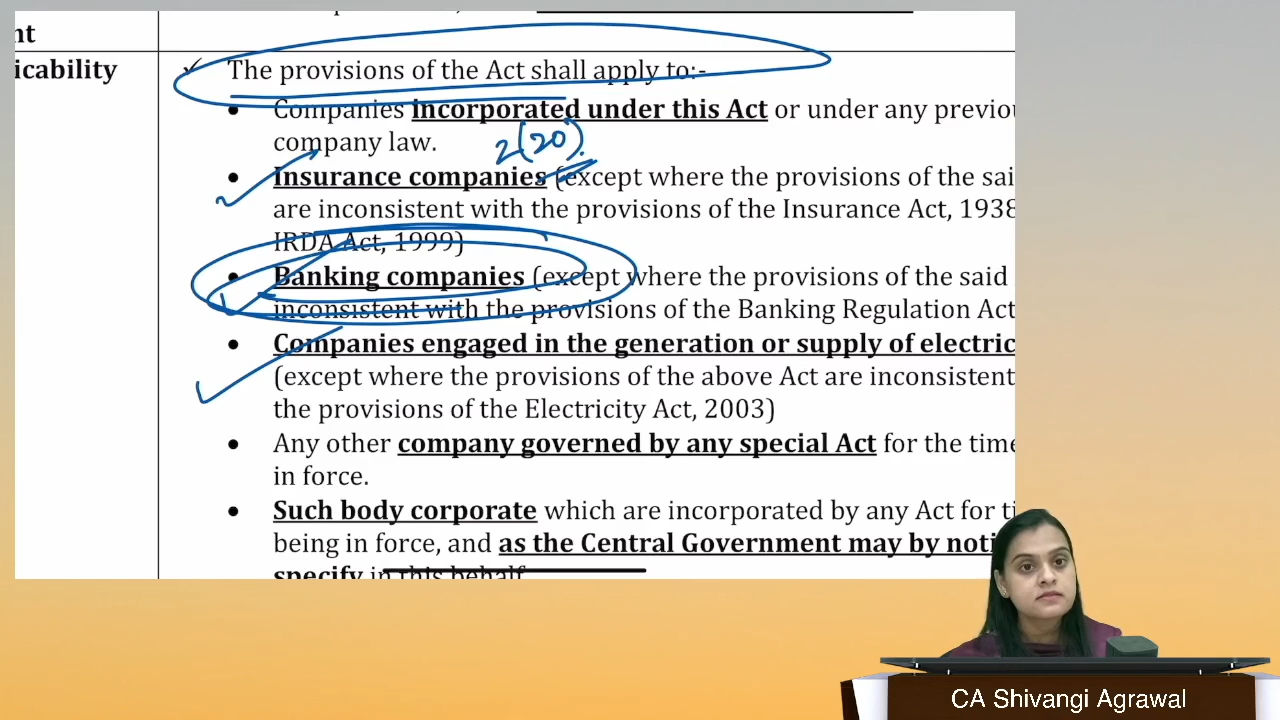 nt
icability
✓ The provisions of the Act shall apply to:-
• Companies incorporated under this Act or under any previou
company law.
2(20).
• Insurance companies (except where the provisions of the sai
are inconsistent with the provisions of the Insurance Act, 1938
IRDA Act, 1999)
• Banking companies (except where the provisions of the said
inconsistent with the provisions of the Banking Regulation Act
• Companies engaged in the generation or supply of electric
(except where the provisions of the above Act are inconsistent
the provisions of the Electricity Act, 2003)
• Any other company governed by any special Act for the time
in force.
• Such body corporate which are incorporated by any Act for ti
being in force, and as the Central Government may by noti
specify in this behalf
CA Shivangi Agrawal